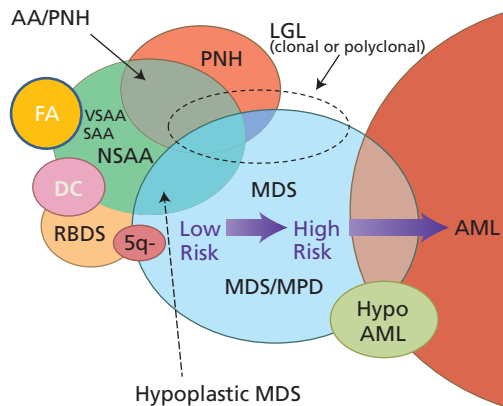 AA/PNH
LGL
(clonal or polyclonal)
PNH
FA
VSAA
SAA
NSAA
DC
MDS
RBDS
5q-
Low
Risk
High
Risk
AML
MDS/MPD
Hypo
AML
Hypoplastic MDS